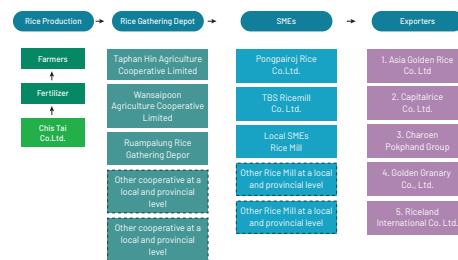 Rice Production
Rice Gathering Depot
SMEs
Exporters
Farmers
Fertilizer
Chis Tai
Co.Ltd.
Taphan Hin Agriculture
Cooperative Limited
Wansaipoon
Agriculture Cooperative
Limited
Ruampalung Rice
Gathering Depor
Other cooperative at a
local and provincial
level
Other cooperative at a
local and provincial
level
Pongpairoj Rice
Co.Ltd.
TBS Ricemill
Co. Ltd.
Local SMEs
Rice Mill
Other Rice Mill at a local
and provincial level
Other Rice Mill at a local
and provincial level
1. Asia Golden Rice
Co. Ltd
2. Capitalrice
Co. Ltd.
3. Charoen
Pokphand Group
4. Golden Granary
Co., Ltd.
5. Riceland
International Co. Ltd.